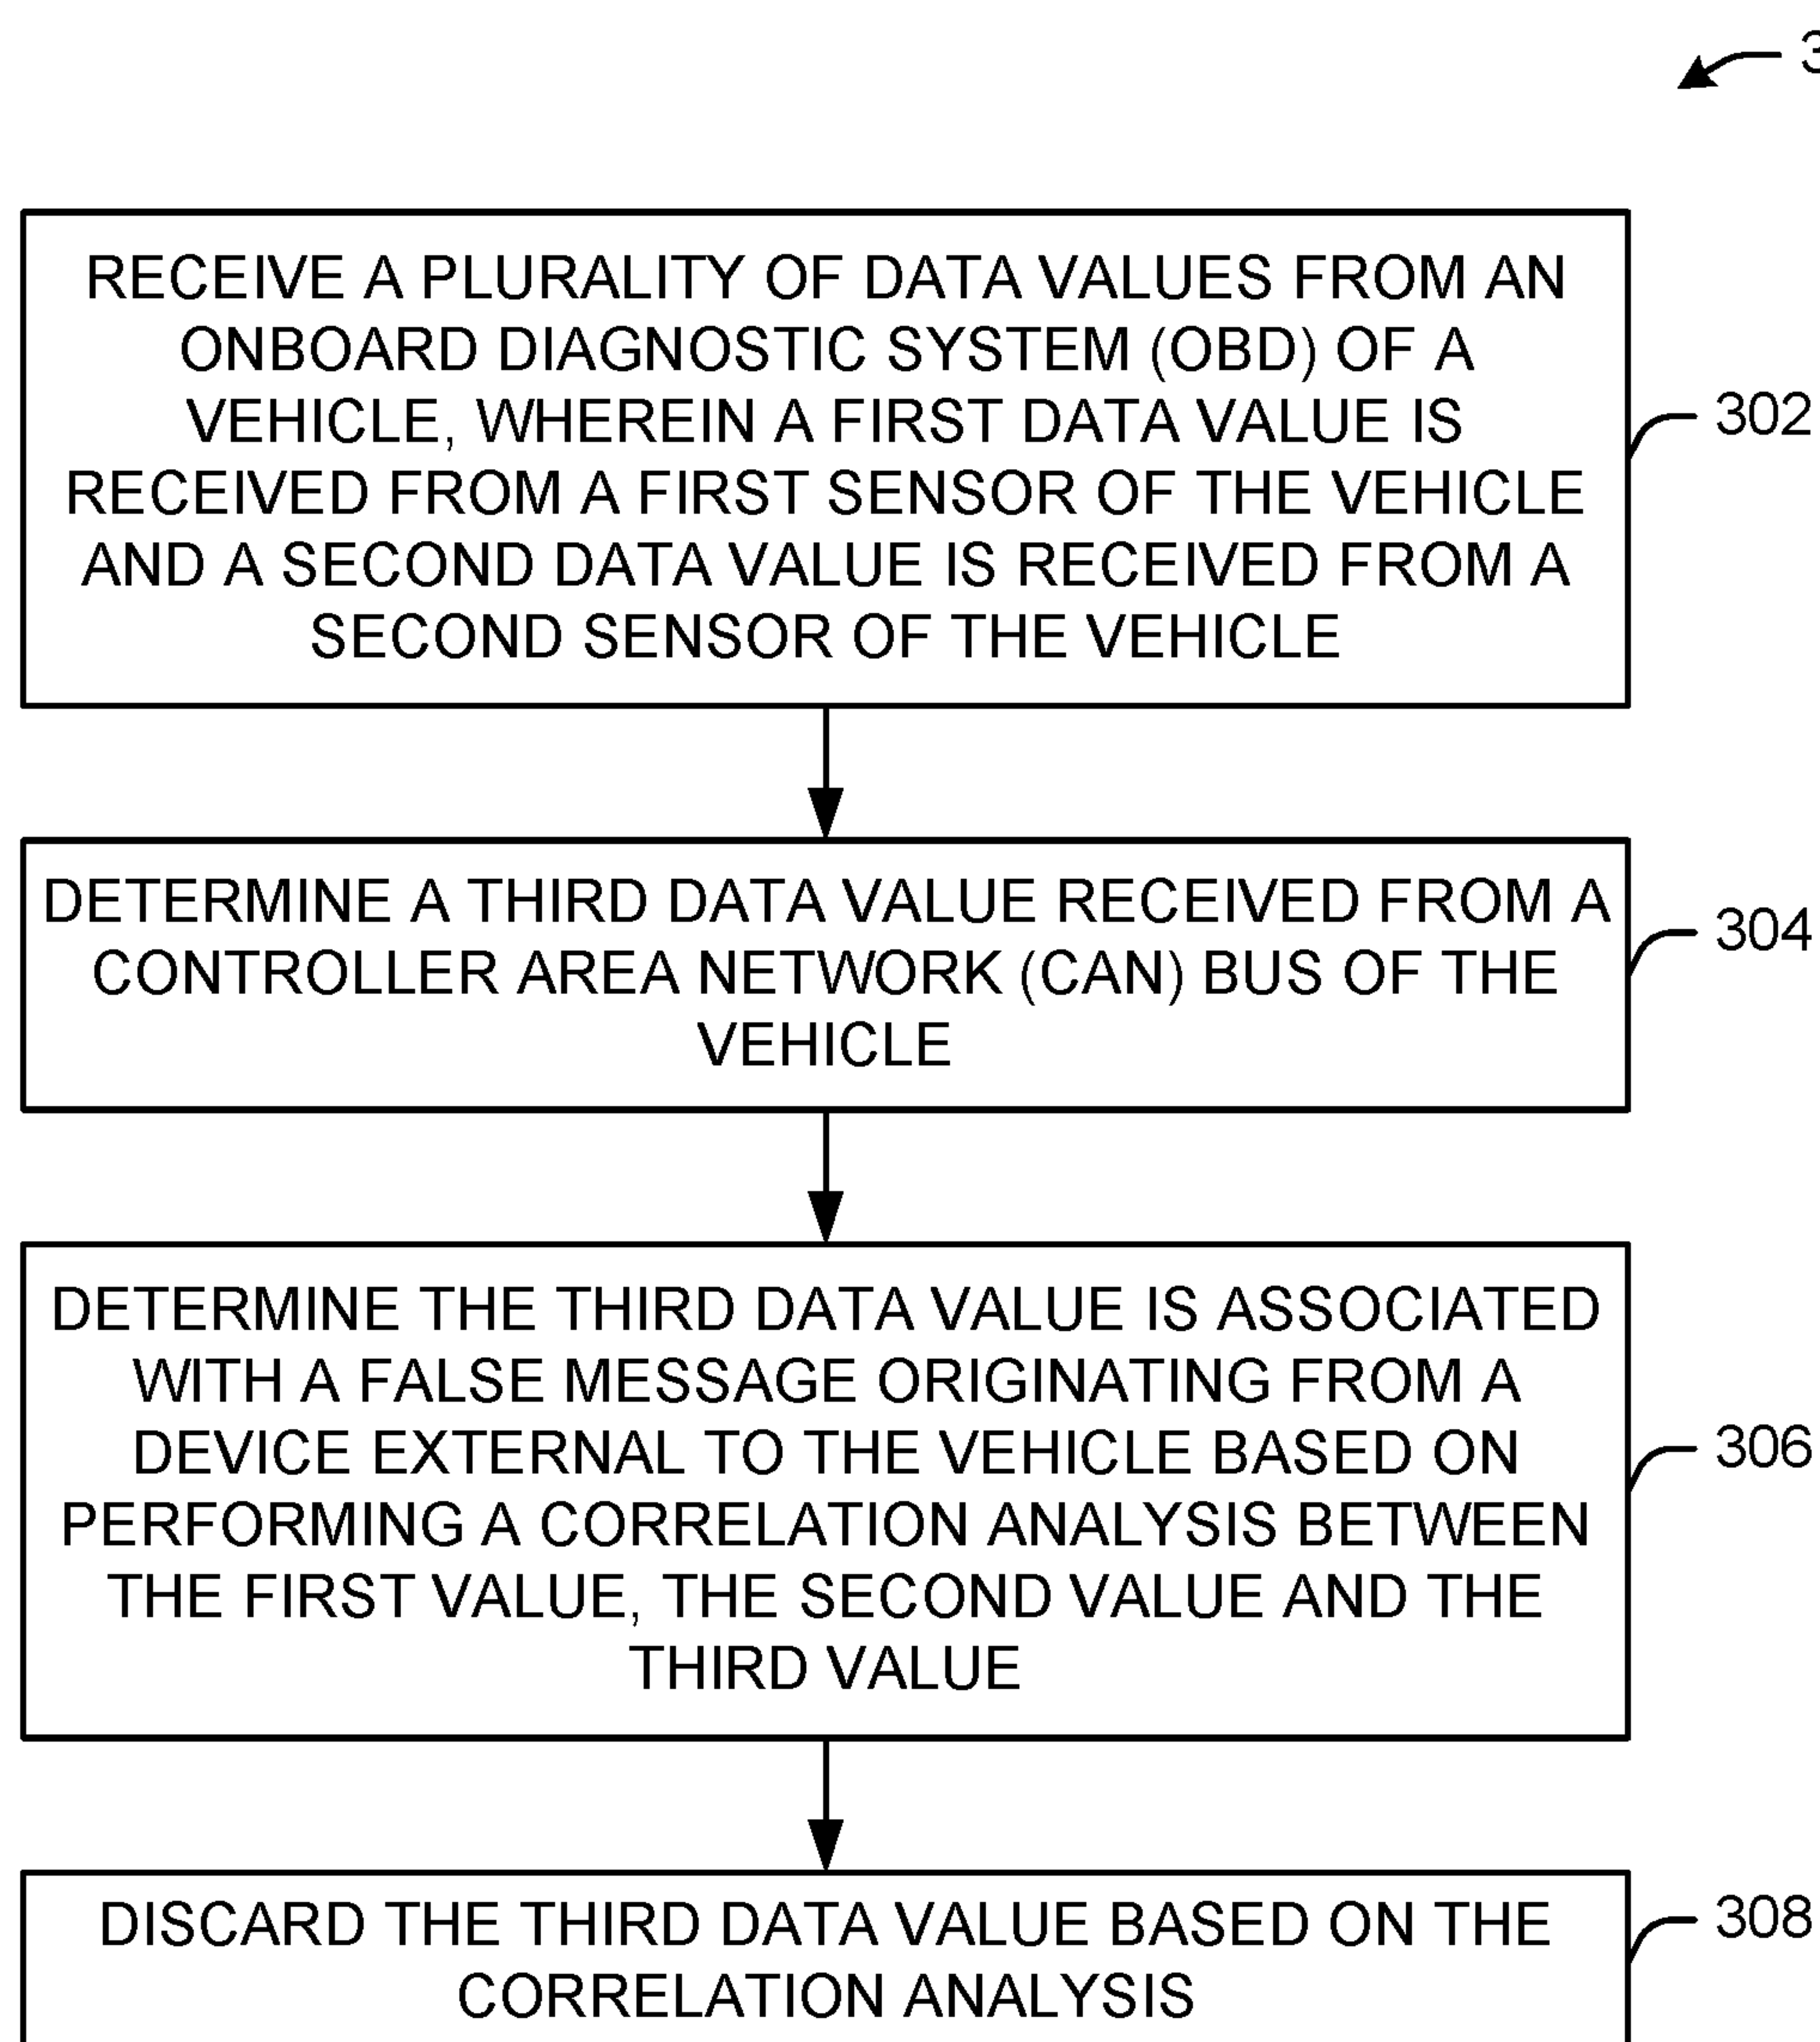 RECEIVE A PLURALITY OF DATA VALUES FROM AN
ONBOARD DIAGNOSTIC SYSTEM (OBD) OF A
VEHICLE, WHEREIN A FIRST DATA VALUE IS
RECEIVED FROM A FIRST SENSOR OF THE VEHICLE
AND A SECOND DATA VALUE IS RECEIVED FROM A
SECOND SENSOR OF THE VEHICLE
302
DETERMINE A THIRD DATA VALUE RECEIVED FROM A
CONTROLLER AREA NETWORK (CAN) BUS OF THE
VEHICLE
304
DETERMINE THE THIRD DATA VALUE IS ASSOCIATED
WITH A FALSE MESSAGE ORIGINATING FROM A
DEVICE EXTERNAL TO THE VEHICLE BASED ON
PERFORMING A CORRELATION ANALYSIS BETWEEN
THE FIRST VALUE, THE SECOND VALUE AND THE
THIRD VALUE
306
DISCARD THE THIRD DATA VALUE BASED ON THE
CORRELATION ANALYSIS
308